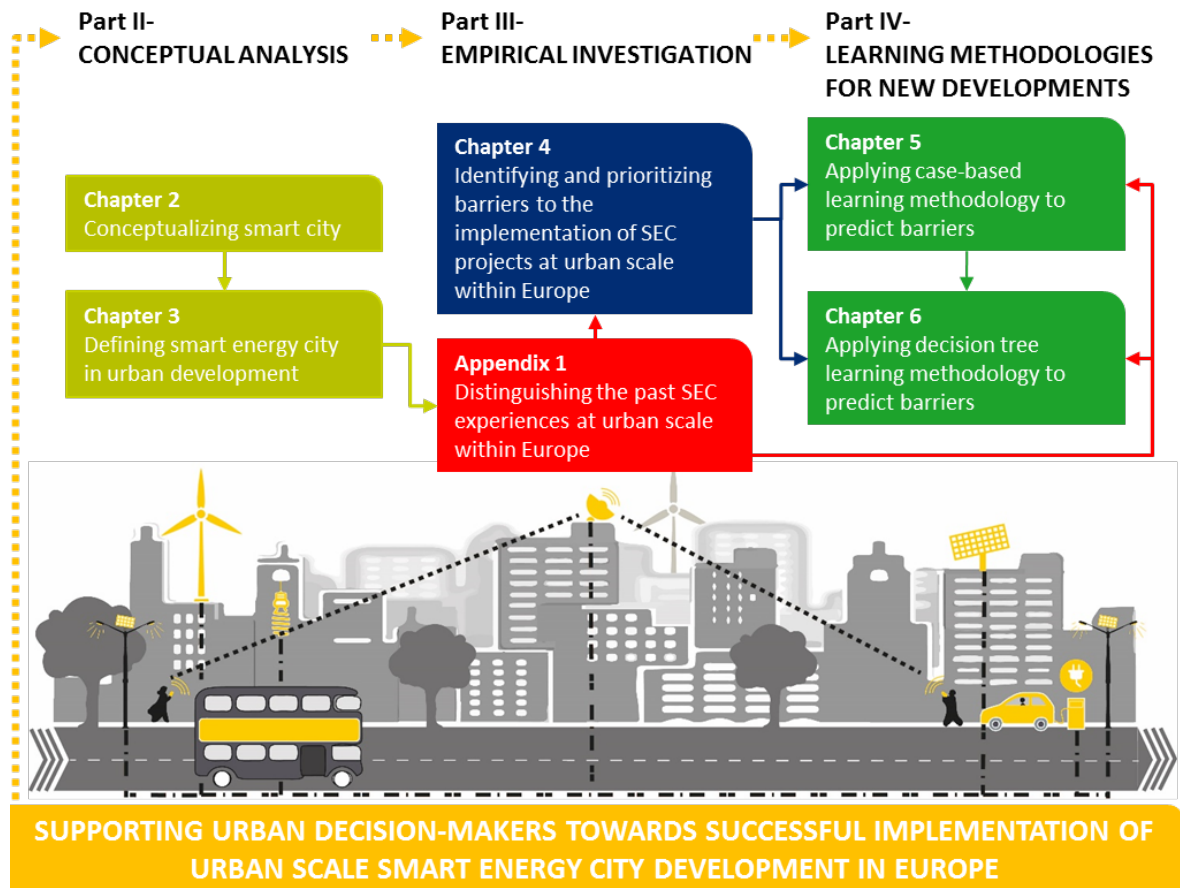 Part II-
CONCEPTUAL ANALYSIS
Part III-
EMPIRICAL INVESTIGATION
Part IV-
LEARNING METHODOLOGIES
FOR NEW DEVELOPMENTS
Chapter 2
Conceptualizing smart city
Chapter 3
Defining smart energy city
in urban development
Chapter 4
Identifying and prioritizing
barriers to the
implementation of SEC
projects at urban scale
within Europe
Appendix 1
Distinguishing the past SEC
experiences at urban scale
within Europe
Chapter 5
Applying case-based
learning methodology to
predict barriers
Chapter 6
Applying decision tree
learning methodology to
predict barriers
SUPPORTING URBAN DECISION-MAKERS TOWARDS SUCCESSFUL IMPLEMENTATION OF
URBAN SCALE SMART ENERGY CITY DEVELOPMENT IN EUROPE